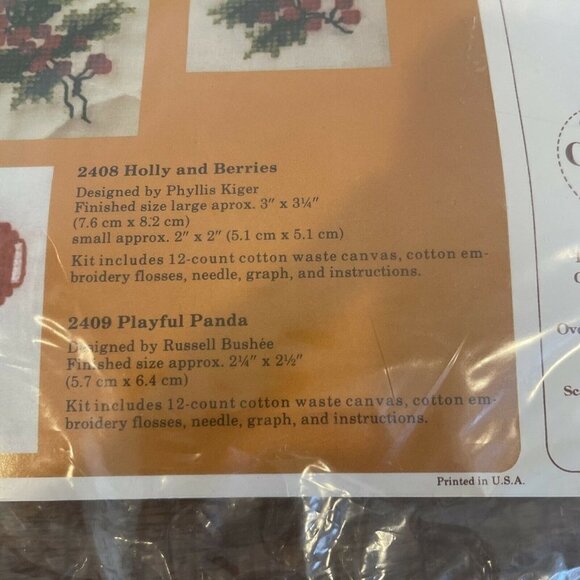 2408 Holly and Berries
Designed by Phyllis Kiger
Finished size large aprox. 3" x 3¼"
(7.6 cm x 8.2 cm)
small approx. 2" x 2" (5.1 cm x 5.1 cm)
Kit includes 12-count cotton waste canvas, cotton em-
broidery flosses, needle, graph, and instructions.
2409 Playful Panda
Designed by Russell Bushée
Finished size approx. 2¼" x 2½"
(5.7 cm x 6.4 cm)
Kit includes 12-count cotton waste canvas, cotton em-
broidery flosses, needle, graph, and instructions.
Printed in U.S.A.